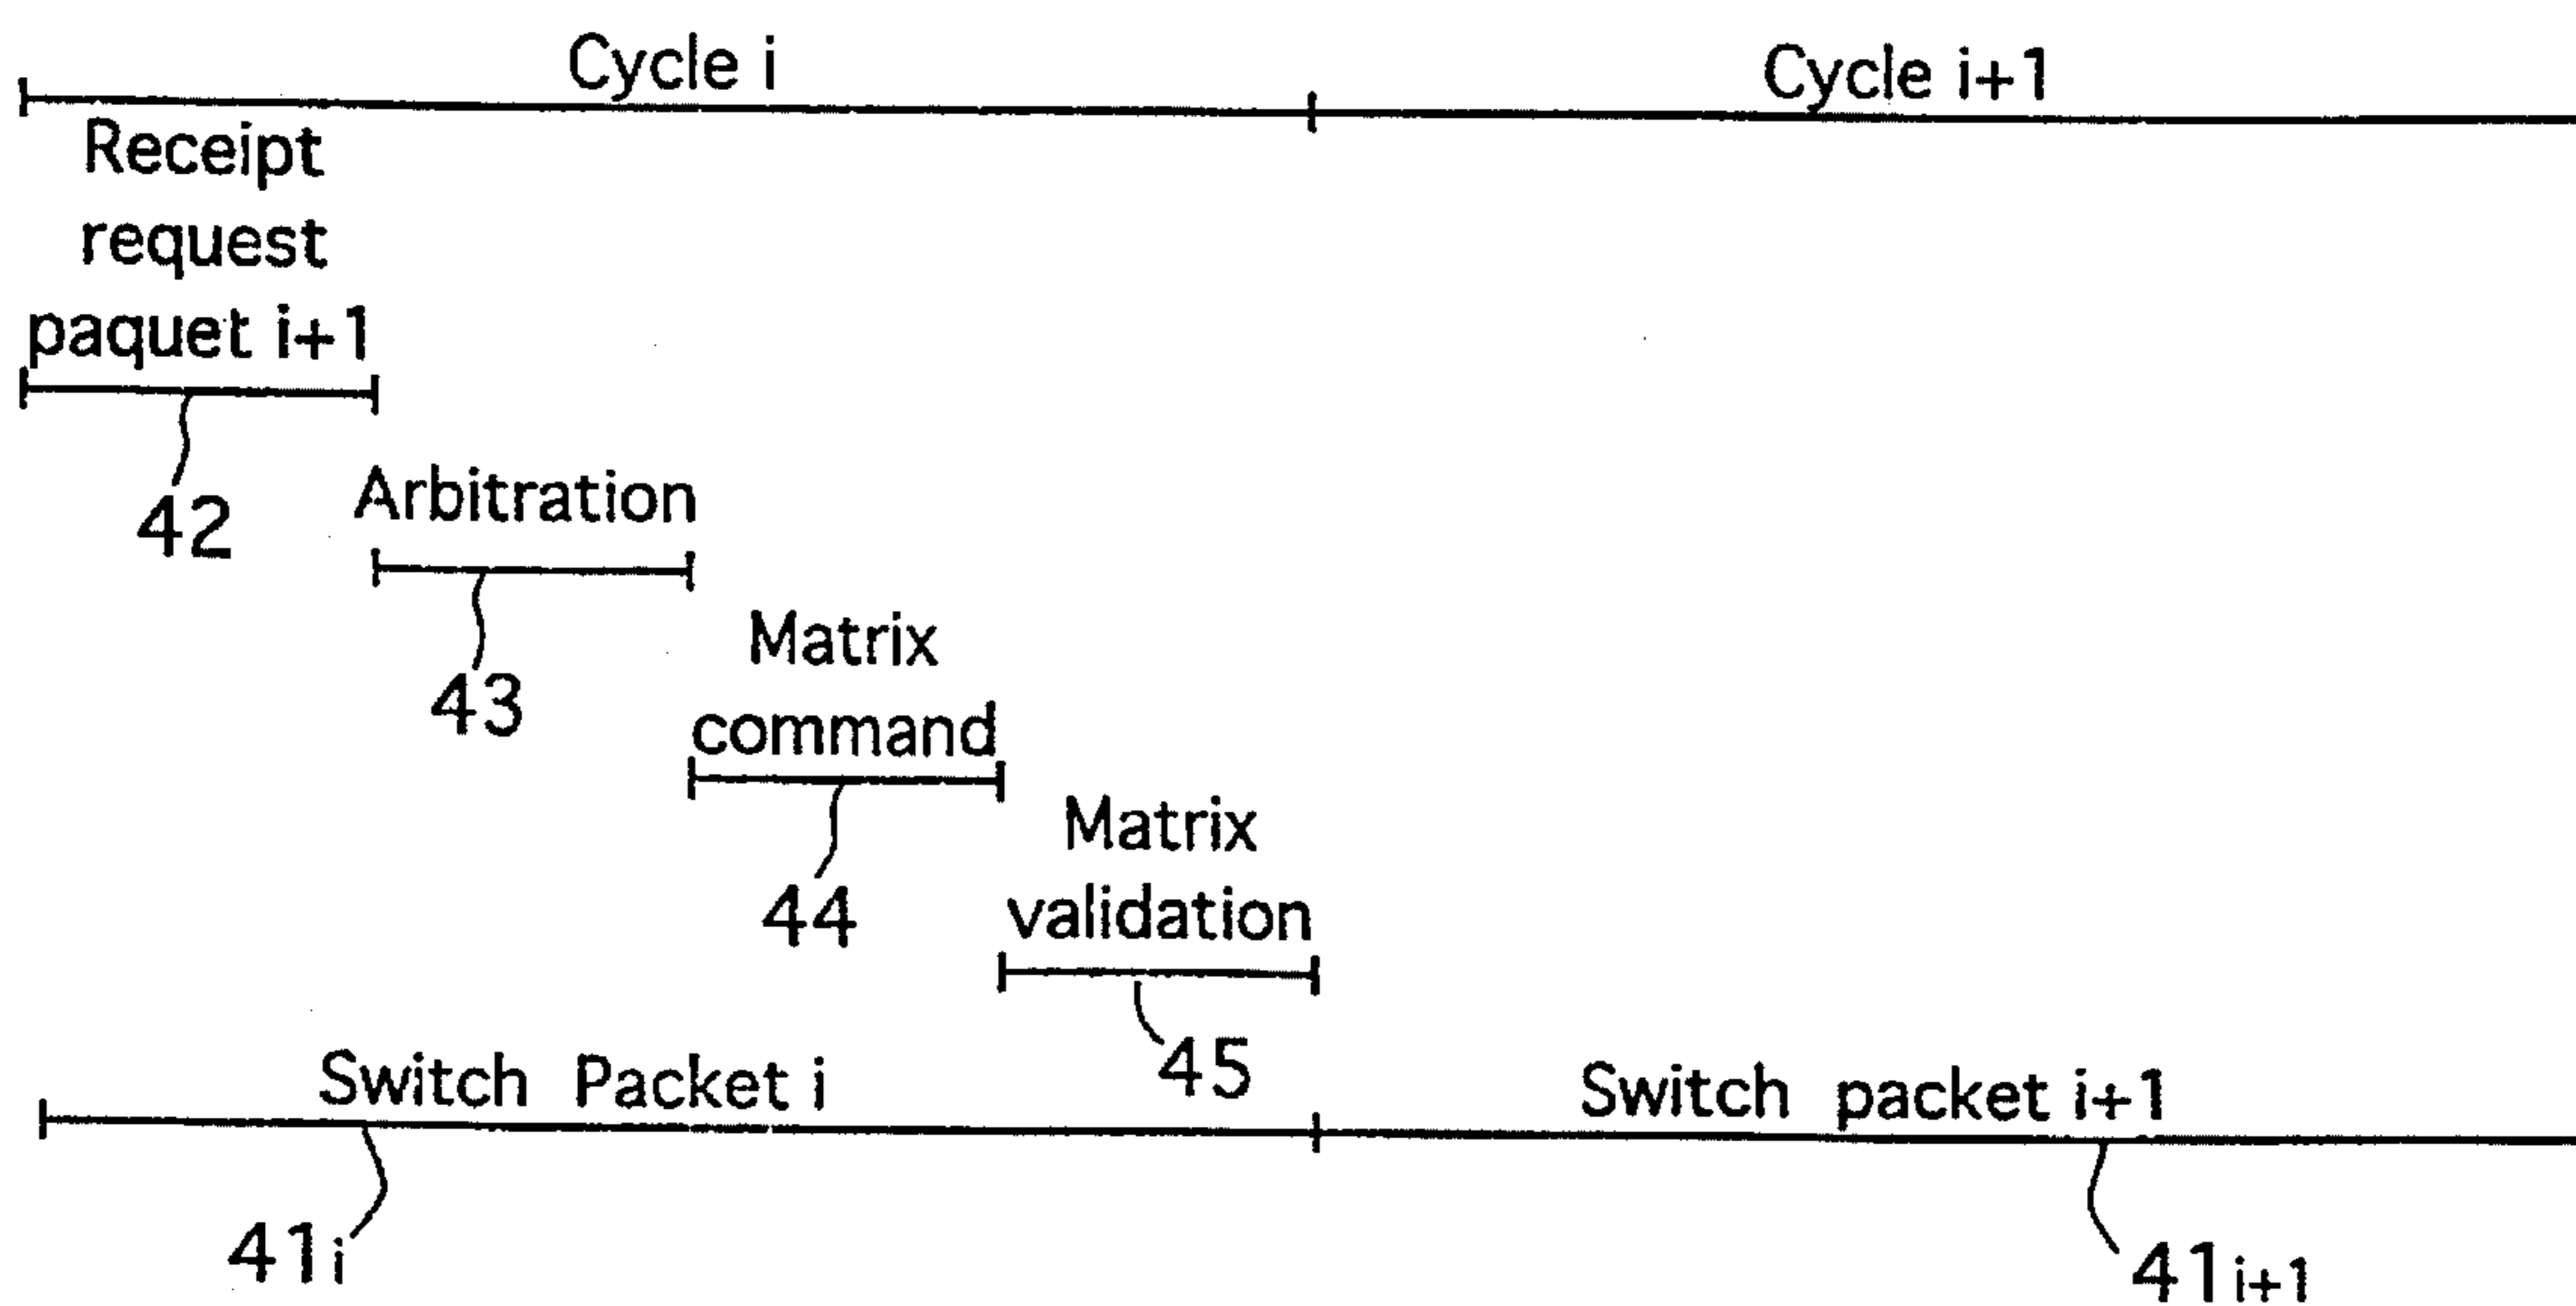 Cycle i
Cycle i+1
Receipt
request
paquet i+1
42
Arbitration
43
Matrix
command
44
Matrix
validation
45
Switch Packet i
Switch packet i+1
41i
41i+1